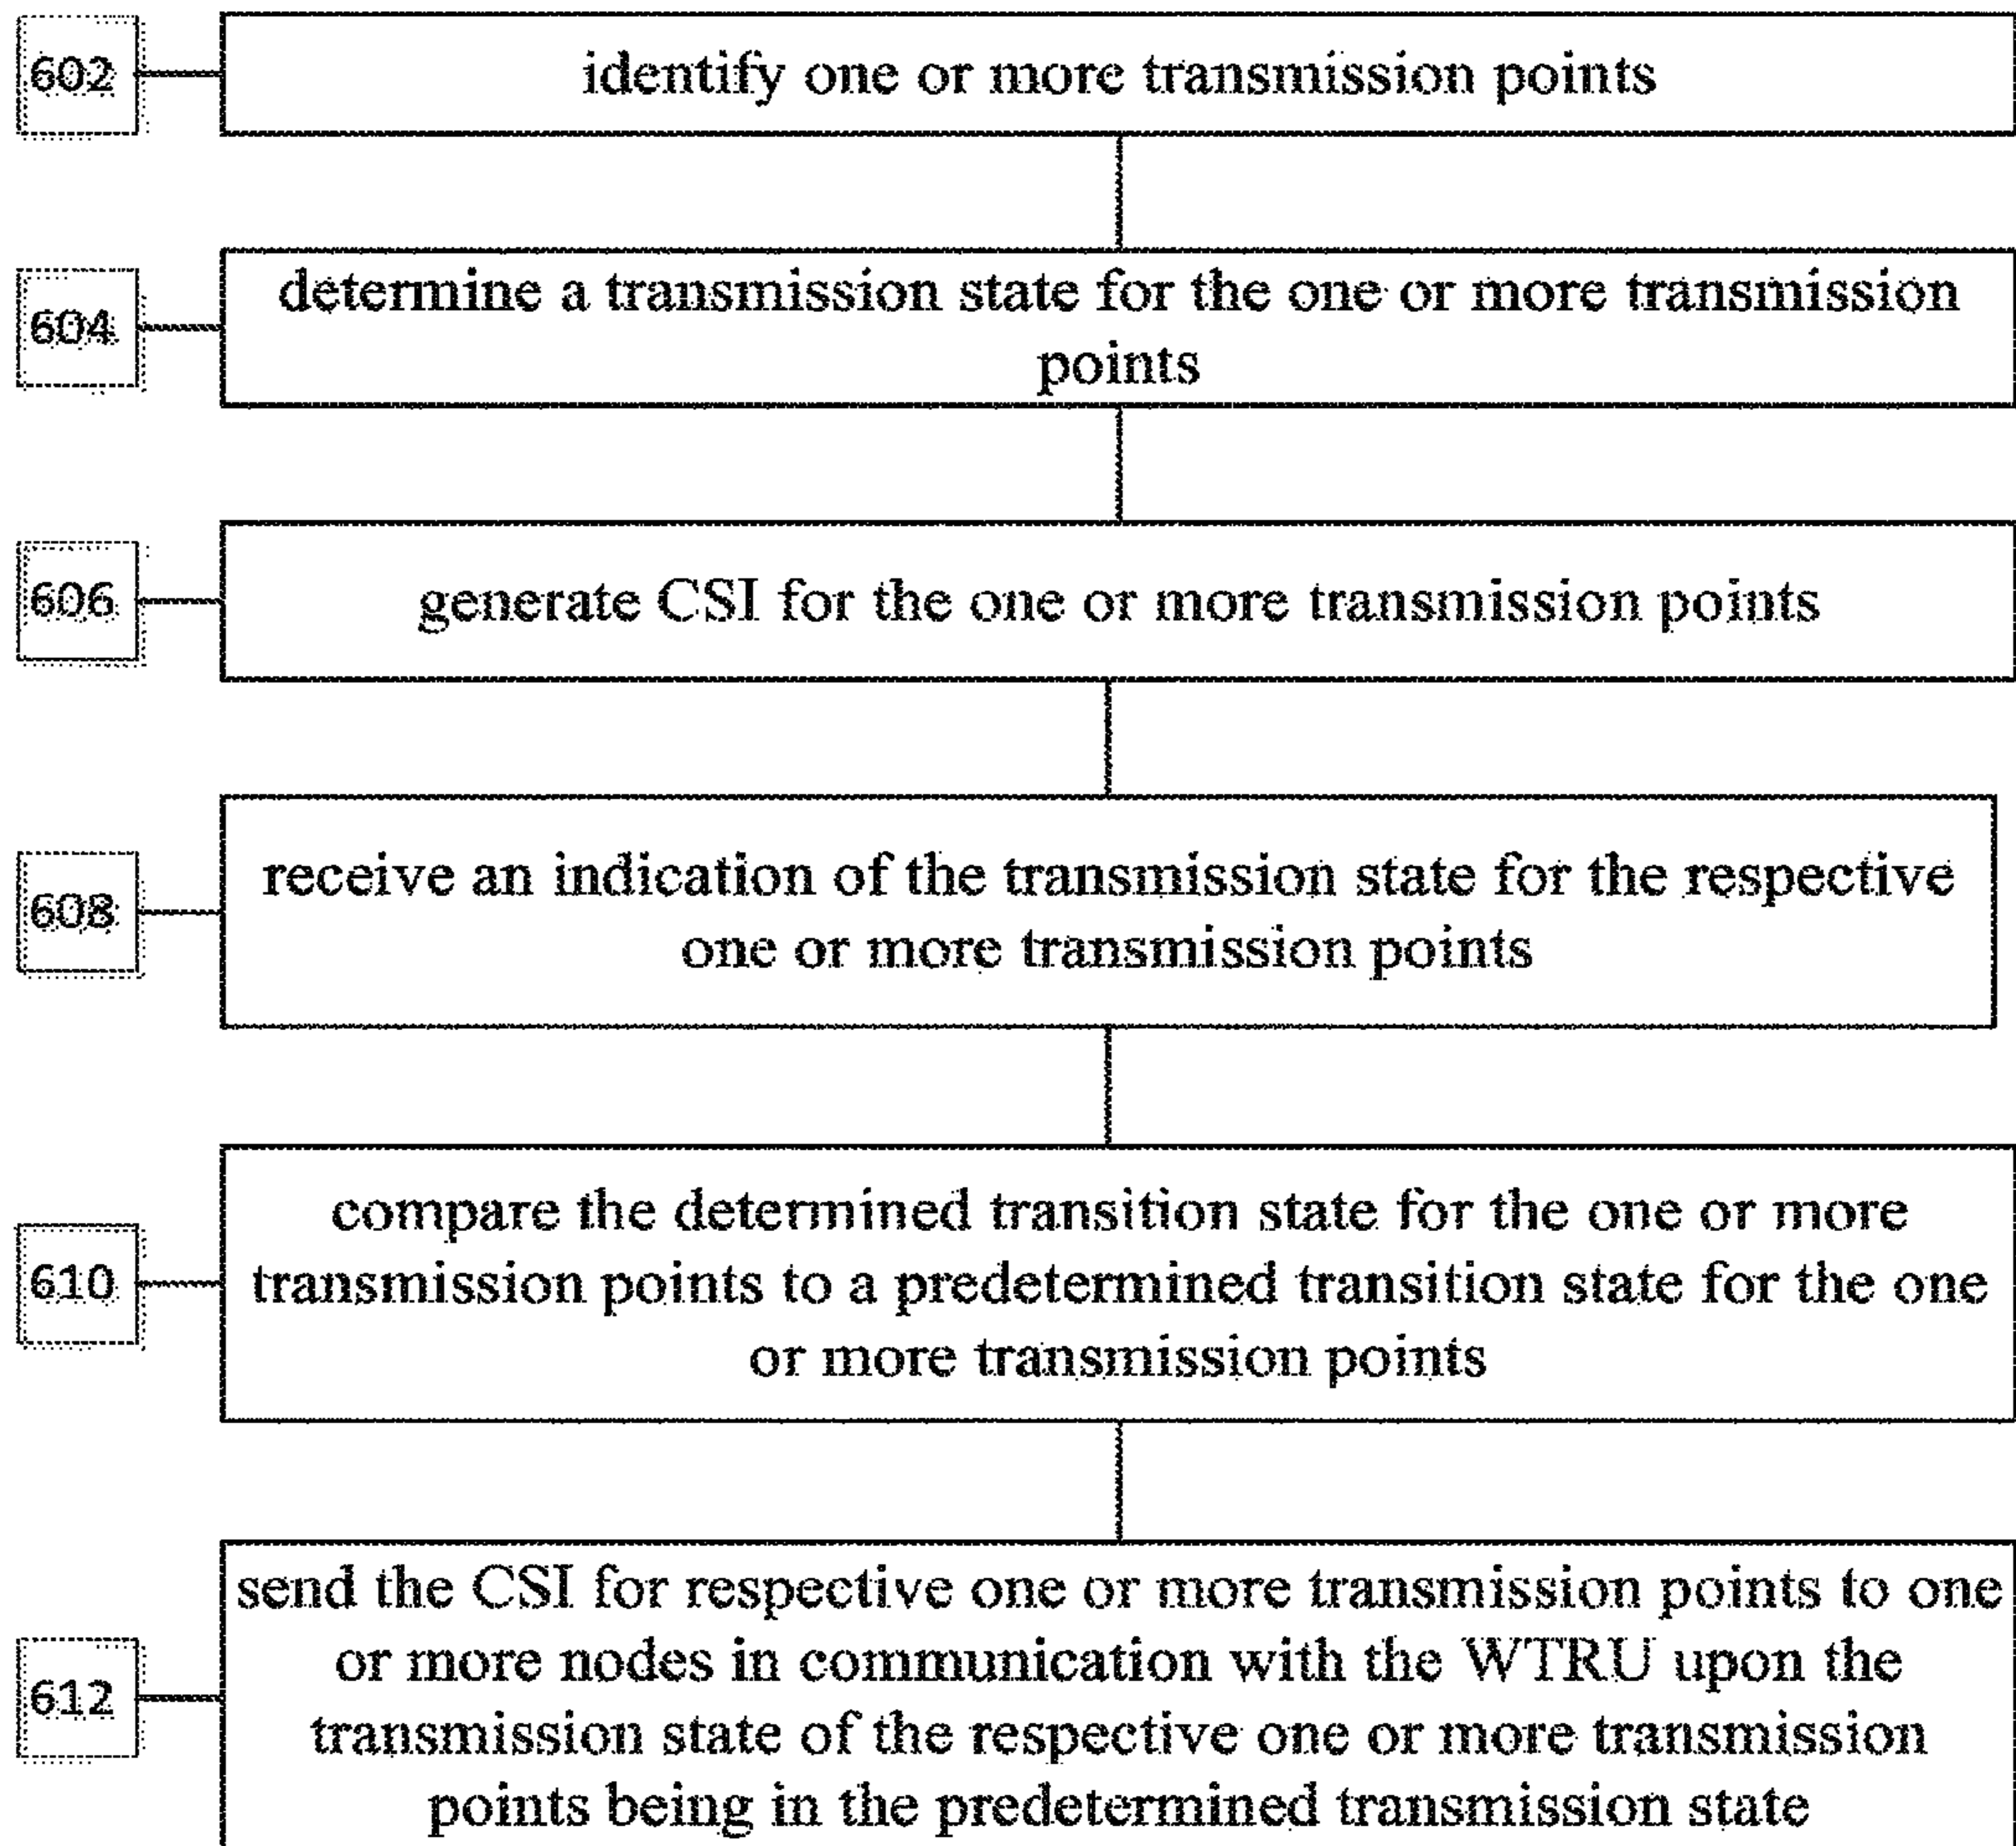 602
identify one or more transmission points
604
determine a transmission state for the one or more transmission
points
606
generate CSI for the one or more transmission points
608
receive an indication of the transmission state for the respective
one or more transmission points
610
compare the determined transition state for the one or more
transmission points to a predetermined transition state for the one
or more transmission points
612
send the CSI for respective one or more transmission points to one
or more nodes in communication with the WTRU upon the
transmission state of the respective one or more transmission
points being in the predetermined transmission state